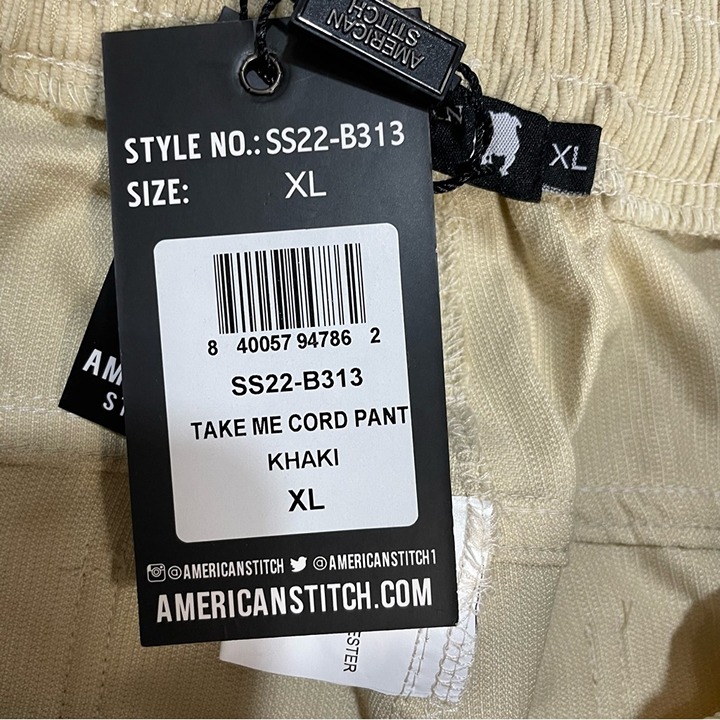 AMERICAN
STITCH
STYLE NO.: SS22-B313
SIZE: XL
XL
8 40057 94786 2
SS22-B313
TAKE ME CORD PANT
KHAKI
XL
@AMERICANSTITCH @AMERICANSTITCH1
AMERICANSTITCH.COM